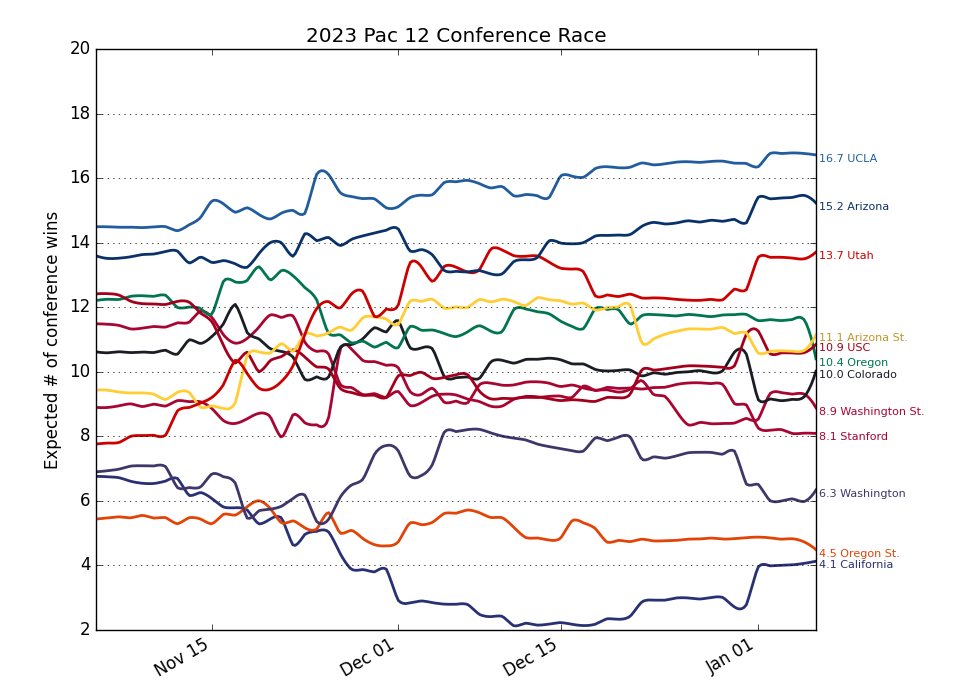 2023 Pac 12 Conference Race
Expected # of conference wins
20
18
16
14
12
10
8
6
4
2
Nov 15
Dec 01
Dec 15
Jan 01
16.7 UCLA
15.2 Arizona
13.7 Utah
11.1 Arizona St.
10.9 USC
10.4 Oregon
10.0 Colorado
8.9 Washington St.
8.1 Stanford
6.3 Washington
4.5 Oregon St.
4.1 California